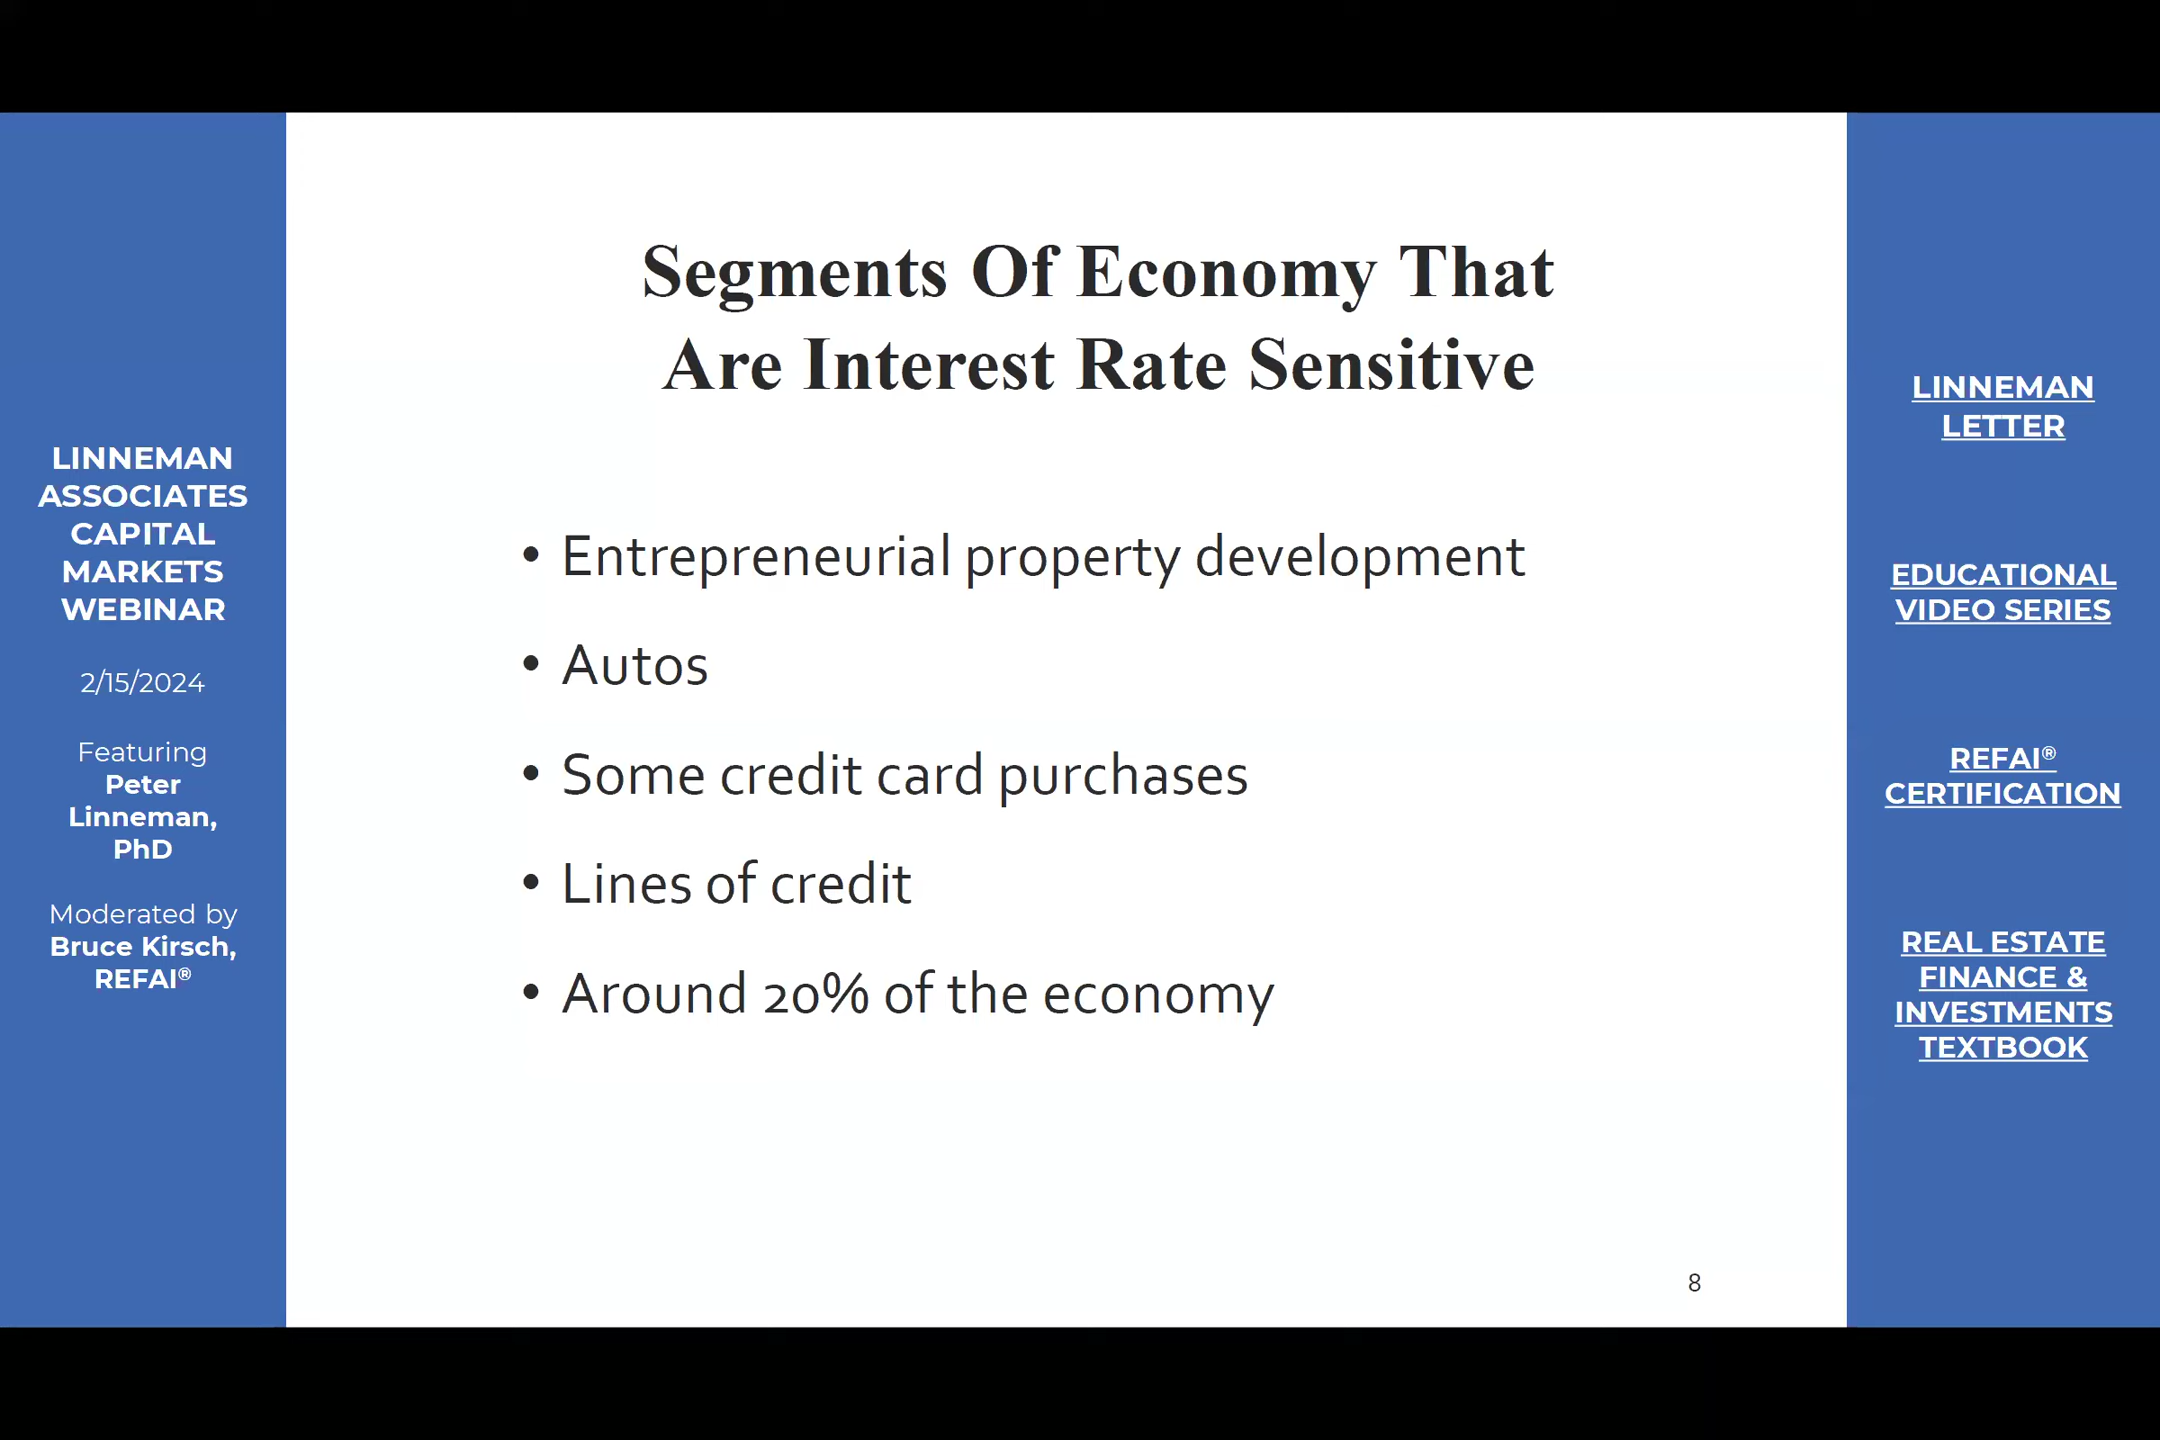 LINNEMAN
ASSOCIATES
CAPITAL
MARKETS
WEBINAR
2/15/2024
Featuring
Peter
Linneman,
PhD
Moderated by
Bruce Kirsch,
REFAI®
Segments Of Economy That
Are Interest Rate Sensitive
• Entrepreneurial property development
• Autos
• Some credit card purchases
• Lines of credit
• Around 20% of the economy
8
LINNEMAN
LETTER
EDUCATIONAL
VIDEO SERIES
REFAI®
CERTIFICATION
REAL ESTATE
FINANCE &
INVESTMENTS
TEXTBOOK